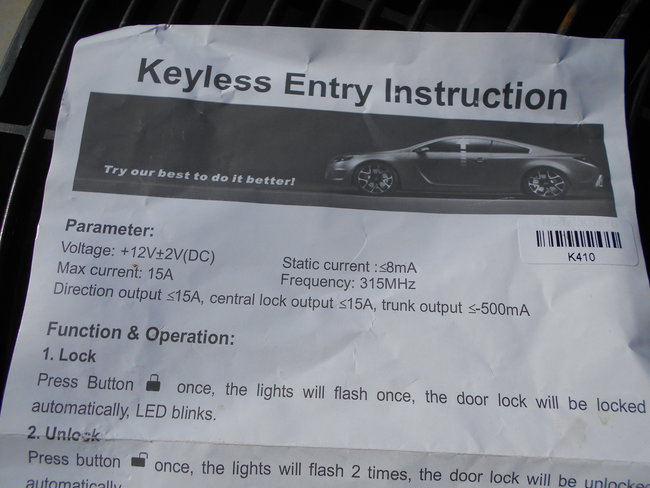 Keyless Entry Instruction
Try our best to do it better!
Parameter:
Voltage: +12V±2V(DC)
Static current :≤8mA
K410
Max current: 15A
Frequency: 315MHz
Direction output ≤15A, central lock output ≤15A, trunk output ≤-500mA
Function & Operation:
1. Lock
Press Button once, the lights will flash once, the door lock will be locked
automatically, LED blinks.
2. Unlock
Press button once, the lights will flash 2 times, the door lock will be unlocked
automatically